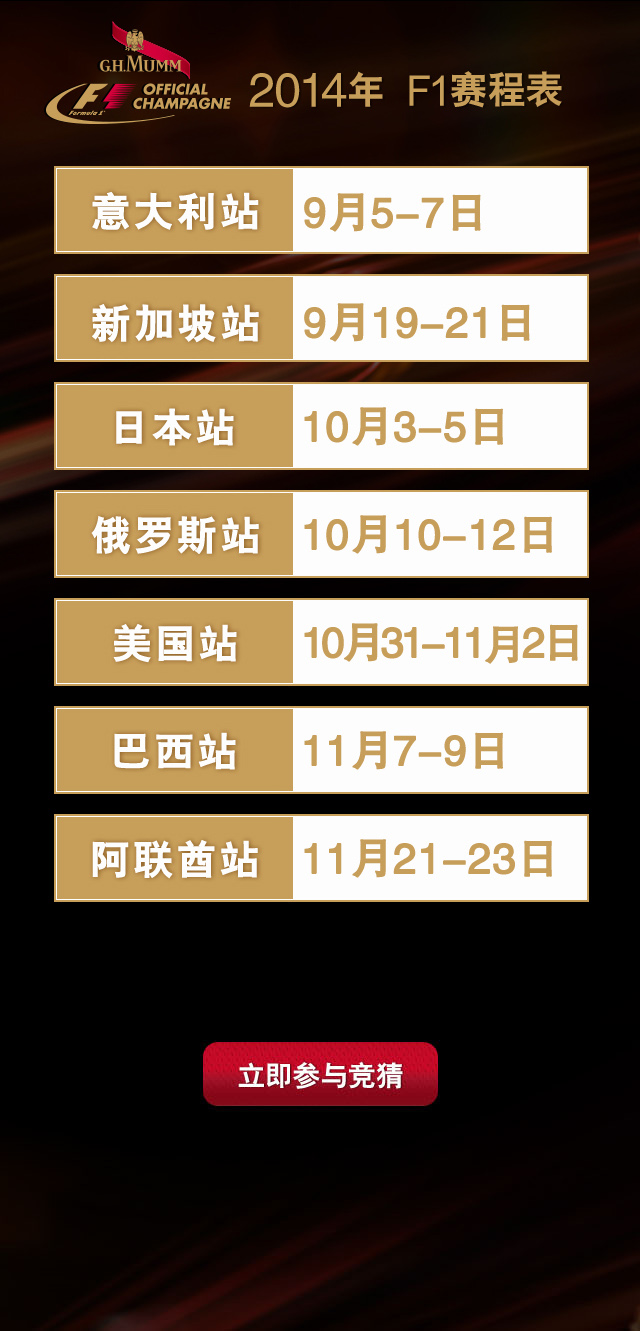 G.H.MUMM
F1 OFFICIAL
CHAMPAGNE
Formula 1
2014年 F1赛程表
意大利站 9月5-7日
新加坡站 9月19-21日
日本站 10月3-5日
俄罗斯站 10月10-12日
美国站 10月31-11月2日
巴西站 11月7-9日
阿联酋站 11月21-23日
立即参与竞猜